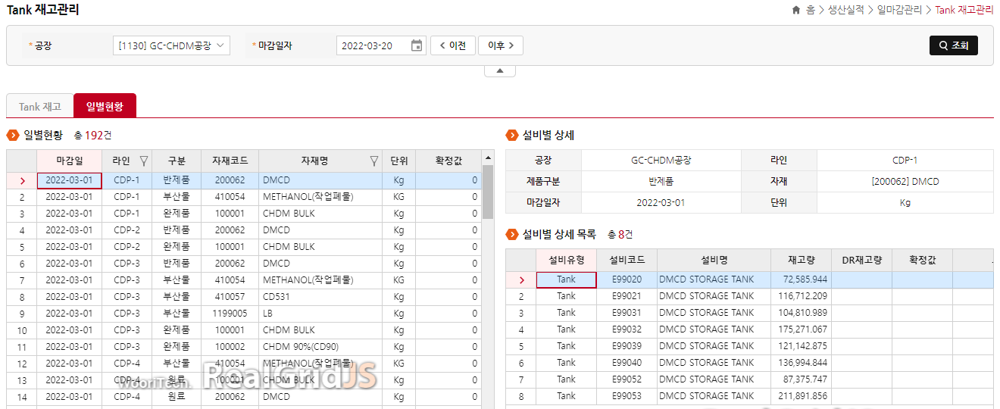 Tank 재고관리
홈 > 생산실적 > 일마감관리 > Tank 재고관리
* 공장 [1130] GC-CHDM공장 * 마감일자 2022-03-20 < 이전 이후 > 조회
Tank 재고 일별현황
일별현황 총 192건
마감일 라인 구분 자재코드 자재명 단위 확정값
2022-03-01 CDP-1 반제품 200062 DMCD Kg 0
2 2022-03-01 CDP-1 부산물 410054 METHANOL(작업폐물) KG 0
3 2022-03-01 CDP-1 완제품 100001 CHDM BULK Kg 0
4 2022-03-01 CDP-2 반제품 200062 DMCD Kg 0
5 2022-03-01 CDP-2 완제품 100001 CHDM BULK Kg 0
6 2022-03-01 CDP-3 반제품 200062 DMCD Kg 0
7 2022-03-01 CDP-3 부산물 410054 METHANOL(작업폐물) KG 0
8 2022-03-01 CDP-3 부산물 410057 CD531 Kg 0
9 2022-03-01 CDP-3 부산물 1199005 LB Kg 0
10 2022-03-01 CDP-3 완제품 100001 CHDM BULK Kg 0
11 2022-03-01 CDP-3 완제품 100002 CHDM 90%(CD90) Kg 0
12 2022-03-01 CDP-4 부산물 410054 METHANOL(작업폐물) KG 0
13 2022-03-01 CDP-4 원료 100001 CHDM BULK Kg 0
14 2022-03-01 CDP-4 원료 200062 DMCD Kg 0
WooriTech. RealGridJS
설비별 상세
공장 GC-CHDM공장 라인 CDP-1
제품구분 반제품 자재 [200062] DMCD
마감일자 2022-03-01 단위 Kg
설비별 상세 목록 총 8건
설비유형 설비코드 설비명 재고량 DR재고량 확정값
Tank E99020 DMCD STORAGE TANK 72,585.944
2 Tank E99021 DMCD STORAGE TANK 116,712.209
3 Tank E99031 DMCD STORAGE TANK 104,810.989
4 Tank E99032 DMCD STORAGE TANK 175,271.067
5 Tank E99039 DMCD STORAGE TANK 121,142.875
6 Tank E99040 DMCD STORAGE TANK 136,994.844
7 Tank E99052 DMCD STORAGE TANK 87,375.747
8 Tank E99053 DMCD STORAGE TANK 211,891.856